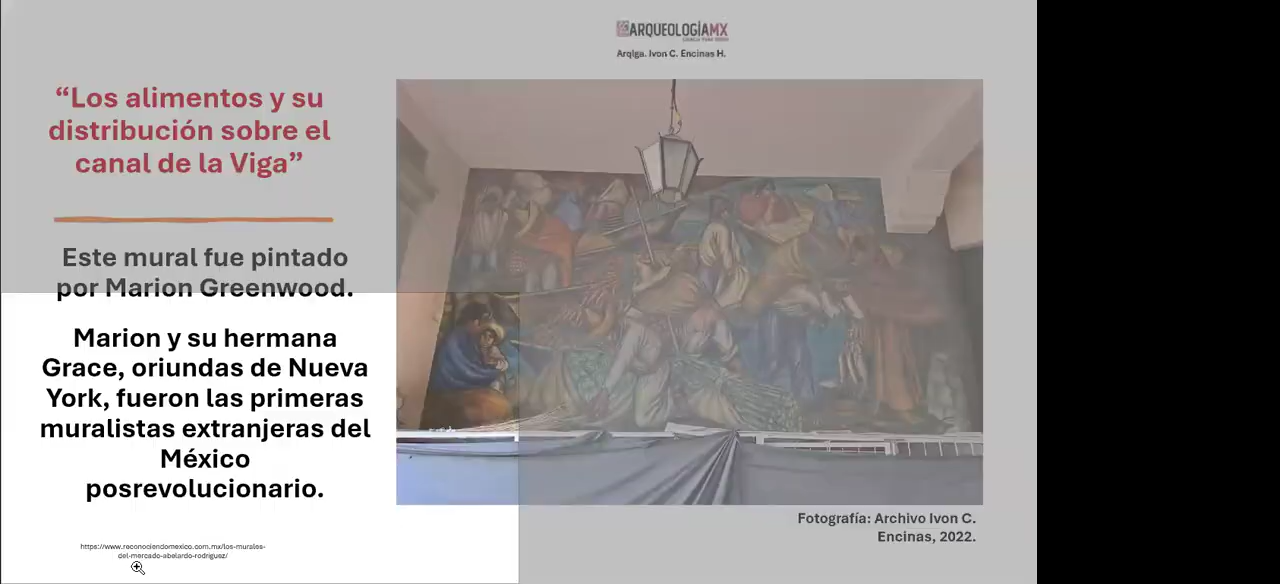 ARQUEOLOGÍAMX
Arqlga. Ivon C. Encinas H.
“Los alimentos y su
distribución sobre el
canal de la Viga”
Este mural fue pintado
por Marion Greenwood.
Marion y su hermana
Grace, oriundas de Nueva
York, fueron las primeras
muralistas extranjeras del
México
posrevolucionario.
https://www.reconociendomexico.com.mx/los-murales-
del-mercado-abelardo-rodriguez/
Fotografía: Archivo Ivon C.
Encinas, 2022.